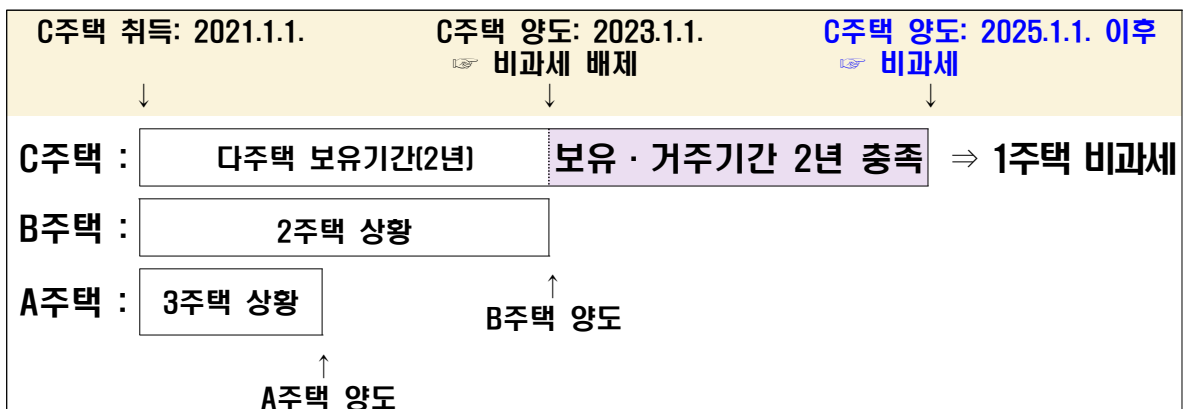 C주택 취득: 2021.1.1. C주택 양도: 2023.1.1. C주택 양도: 2025.1.1. 이후
☞ 비과세 배제 ☞ 비과세
↓ ↓ ↓
C주택 : 다주택 보유기간(2년) 보유·거주기간 2년 충족 ⇒ 1주택 비과세
B주택 : 2주택 상황
A주택 : 3주택 상황
↑
B주택 양도
↑
A주택 양도